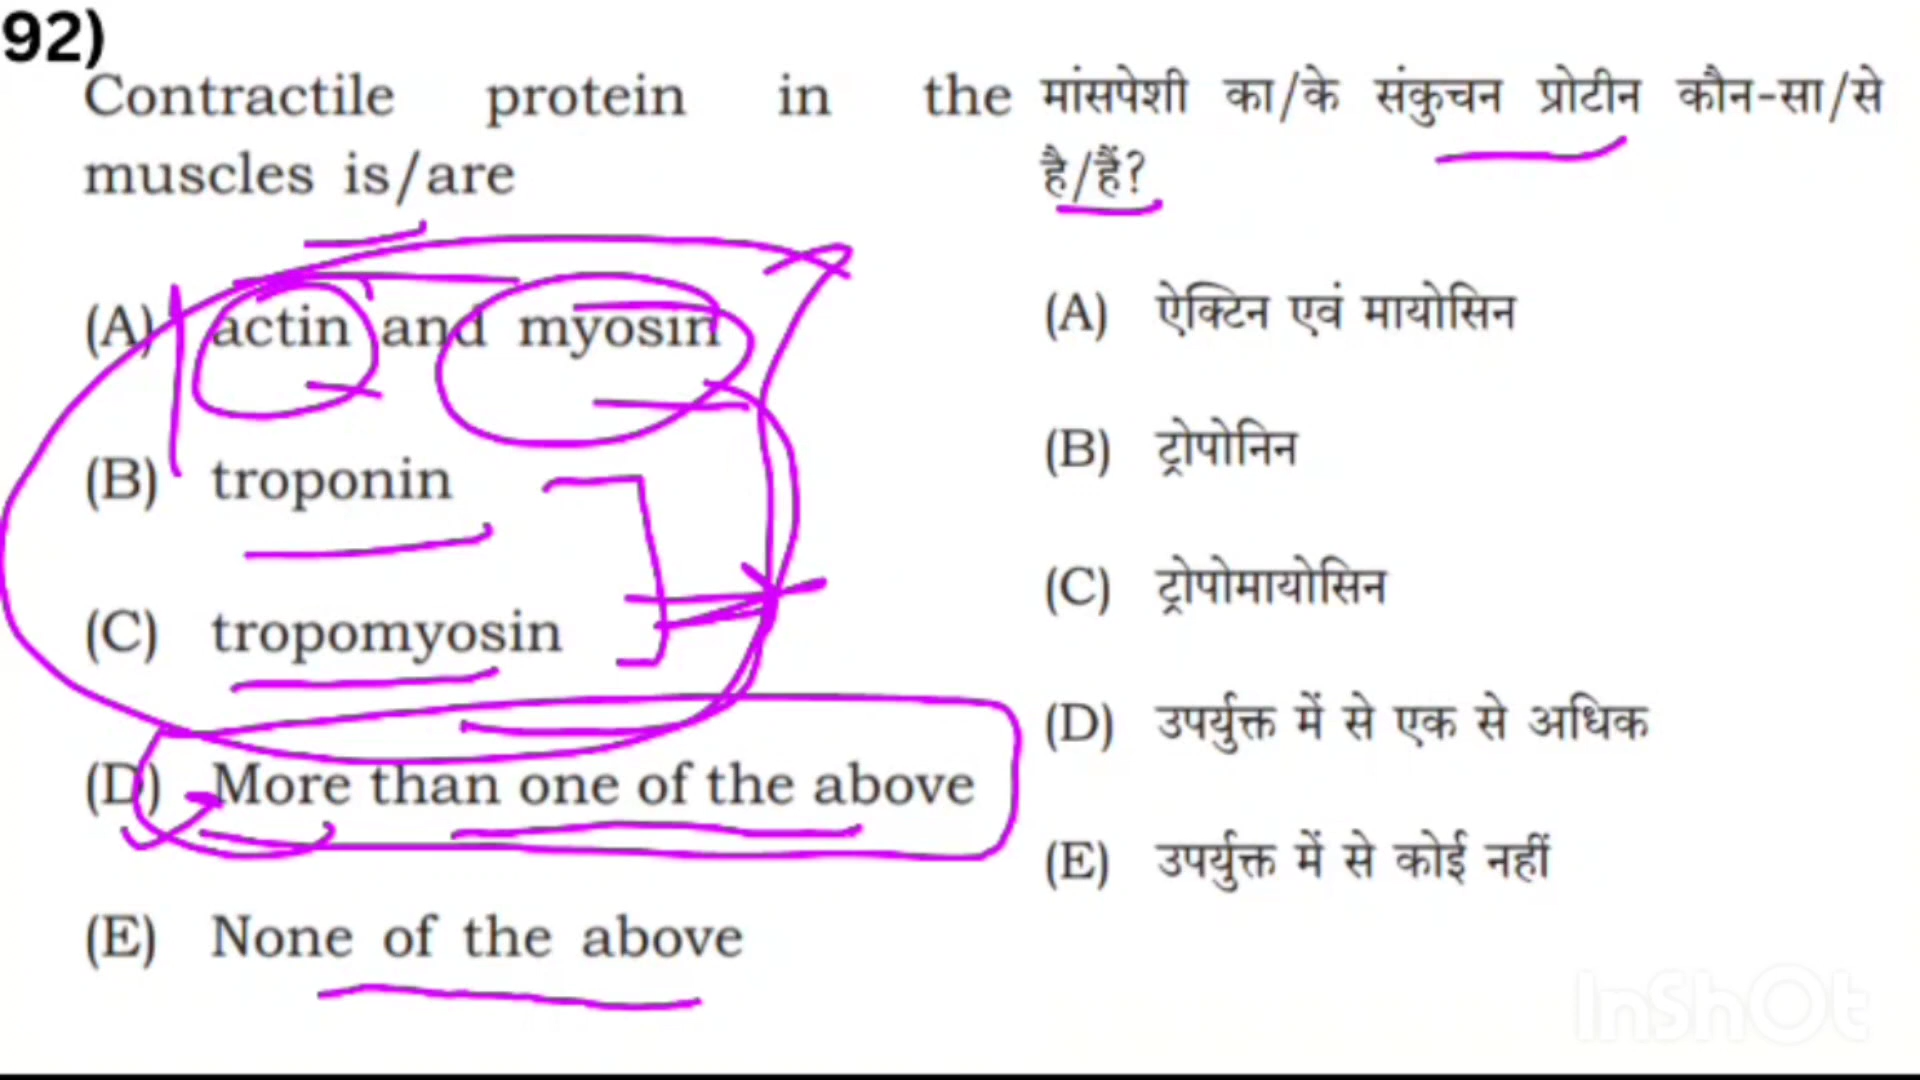 92)
Contractile protein in the
muscles is/are
(A) actin and myosin
(B) troponin
(C) tropomyosin
(D) More than one of the above
(E) None of the above
मांसपेशी का/के संकुचन प्रोटीन कौन-सा/से
है/हैं?
(A) ऐक्टिन एवं मायोसिन
(B) ट्रोपोनिन
(C) ट्रोपोमायोसिन
(D) उपर्युक्त में से एक से अधिक
(E) उपर्युक्त में से कोई नहीं
InShOt